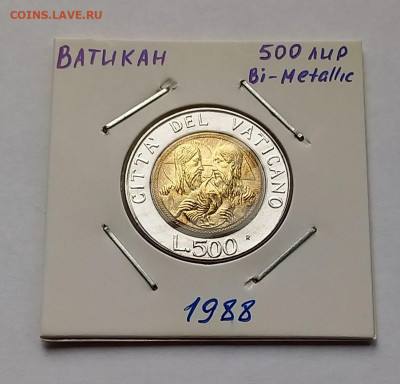 COINS.LAVE.RU
ВАТИКАН
500 лир
Bi-Metallic
CITTA' DEL VATICANO
L.500
R
1988